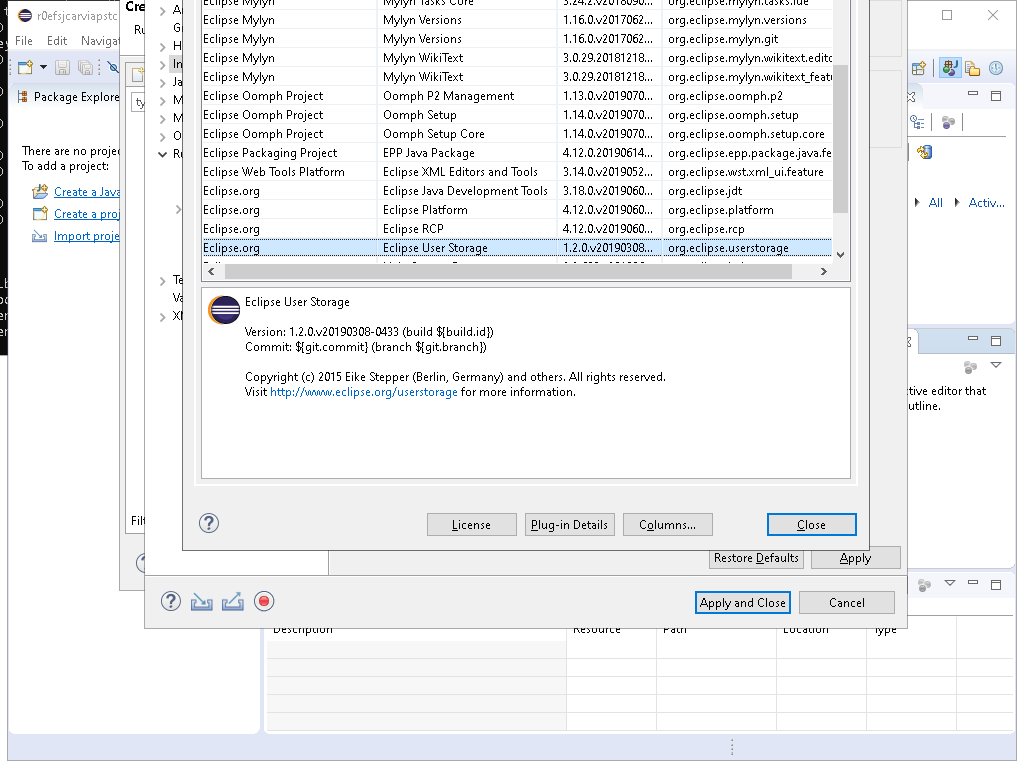 r0efsjcarviapstc
File Edit Navigat
Package Explore
There are no projec
To add a project:
Create a Java
Create a proj
Import proje
Cre
Ru
Filt
Te
XM
Eclipse Mylyn Mylyn Tasks Core 3.24.2.v2018090... org.eclipse.mylyn.tasks.ide
Eclipse Mylyn Mylyn Versions 1.16.0.v2017062... org.eclipse.mylyn.versions
Eclipse Mylyn Mylyn Versions 1.16.0.v2017062... org.eclipse.mylyn.git
Eclipse Mylyn Mylyn WikiText 3.0.29.20181218... org.eclipse.mylyn.wikitext.editc
Eclipse Mylyn Mylyn WikiText 3.0.29.20181218... org.eclipse.mylyn.wikitext_featu
Eclipse Oomph Project Oomph P2 Management 1.13.0.v2019070... org.eclipse.oomph.p2
Eclipse Oomph Project Oomph Setup 1.14.0.v2019070... org.eclipse.oomph.setup
Eclipse Oomph Project Oomph Setup Core 1.14.0.v2019070... org.eclipse.oomph.setup.core
Eclipse Packaging Project EPP Java Package 4.12.0.20190614... org.eclipse.epp.package.java.fe
Eclipse Web Tools Platform Eclipse XML Editors and Tools 3.14.0.v2019052... org.eclipse.wst.xml_ui.feature
Eclipse.org Eclipse Java Development Tools 3.18.0.v201960... org.eclipse.jdt
Eclipse.org Eclipse Platform 4.12.0.v201960... org.eclipse.platform
Eclipse.org Eclipse RCP 4.12.0.v201960... org.eclipse.rcp
Eclipse.org Eclipse User Storage 1.2.0.v20190308... org.eclipse.userstorage
Eclipse User Storage
Version: 1.2.0.v20190308-0433 (build ${build.id})
Commit: ${git.commit} (branch ${git.branch})
Copyright (c) 2015 Eike Stepper (Berlin, Germany) and others. All rights reserved.
Visit http://www.eclipse.org/userstorage for more information.
License Plug-in Details Columns... Close
Restore Defaults Apply
Apply and Close Cancel
All Activ...
tive editor that
utline.
Description Resource Path Location Type